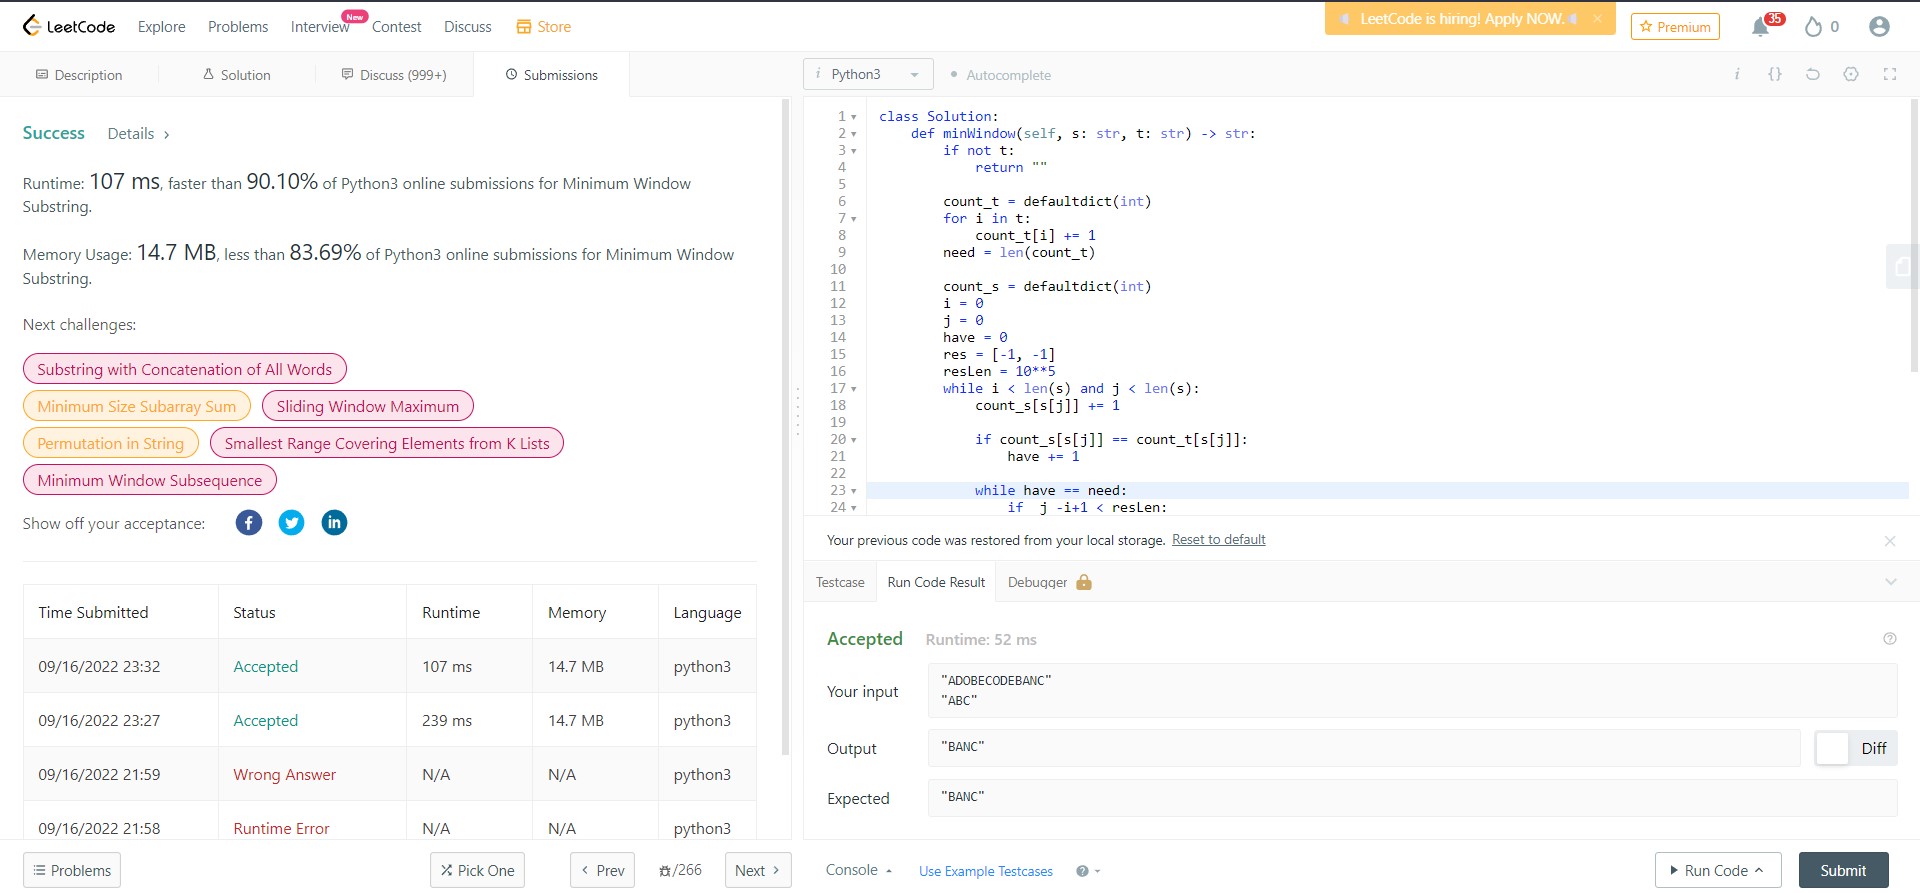 LeetCode
Explore
Problems
Interview
New
Contest
Discuss
Store
LeetCode is hiring! Apply NOW.
Premium
35
0
Description
Solution
Discuss (999+)
Submissions
Python3
Autocomplete
Success
Details
Runtime: 107 ms, faster than 90.10% of Python3 online submissions for Minimum Window
Substring.
Memory Usage: 14.7 MB, less than 83.69% of Python3 online submissions for Minimum Window
Substring.
Next challenges:
Substring with Concatenation of All Words
Minimum Size Subarray Sum
Sliding Window Maximum
Permutation in String
Smallest Range Covering Elements from K Lists
Minimum Window Subsequence
Show off your acceptance:
Time Submitted Status Runtime Memory Language
09/16/2022 23:32 Accepted 107 ms 14.7 MB python3
09/16/2022 23:27 Accepted 239 ms 14.7 MB python3
09/16/2022 21:59 Wrong Answer N/A N/A python3
09/16/2022 21:58 Runtime Error N/A N/A python3
Problems
Pick One
Prev
/266
Next
1 class Solution:
2 def minWindow(self, s: str, t: str) -> str:
3 if not t:
4 return ""
5
6 count_t = defaultdict(int)
7 for i in t:
8 count_t[i] += 1
9 need = len(count_t)
10
11 count_s = defaultdict(int)
12 i = 0
13 j = 0
14 have = 0
15 res = [-1, -1]
16 resLen = 10**5
17 while i < len(s) and j < len(s):
18 count_s[s[j]] += 1
19
20 if count_s[s[j]] == count_t[s[j]]:
21 have += 1
22
23 while have == need:
24 if j -i+1 < resLen:
Your previous code was restored from your local storage. Reset to default
Testcase
Run Code Result
Debugger
Accepted Runtime: 52 ms
Your input
"ADOBECODEBANC"
"ABC"
Output
"BANC"
Diff
Expected
"BANC"
Console
Use Example Testcases
Run Code
Submit